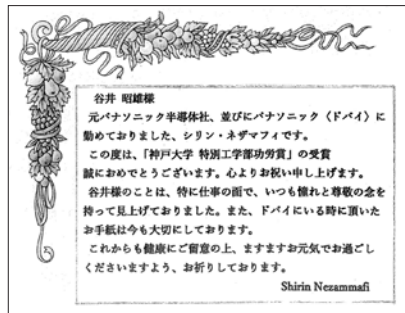 谷井 昭雄様
元パナソニック半導体社、並びにパナソニック〈ドバイ〉に
勤めておりました、シリン・ネザマフィです。
この度は、「神戸大学 特別工学部功労賞」の受賞
誠におめでとうございます。心よりお祝い申し上げます。
谷井様のことは、特に仕事の面で、いつも憧れと尊敬の念を
持って見上げておりました。また、ドバイにいる時に頂いた
お手紙は今も大切にしております。
これからも健康にご留意の上、ますますお元気でお過ごし
くださいますよう、お祈りしております。
Shirin Nezammafi